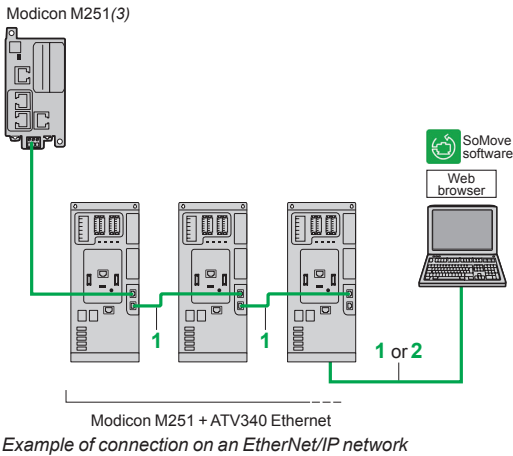 Modicon M251(3)
SoMove
software
Web
browser
1
1
1 or 2
Modicon M251 + ATV340 Ethernet
Example of connection on an EtherNet/IP network